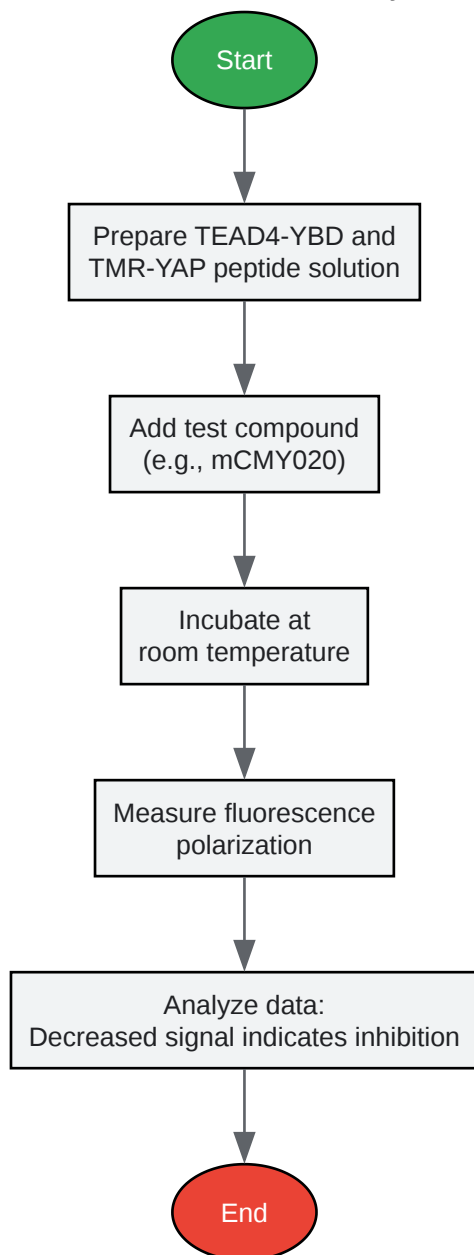 Start
Prepare TEAD4-YBD and
TMR-YAP peptide solution
Add test compound
(e.g., mCMY020)
Incubate at
room temperature
Measure fluorescence
polarization
Analyze data:
Decreased signal indicates inhibition
End